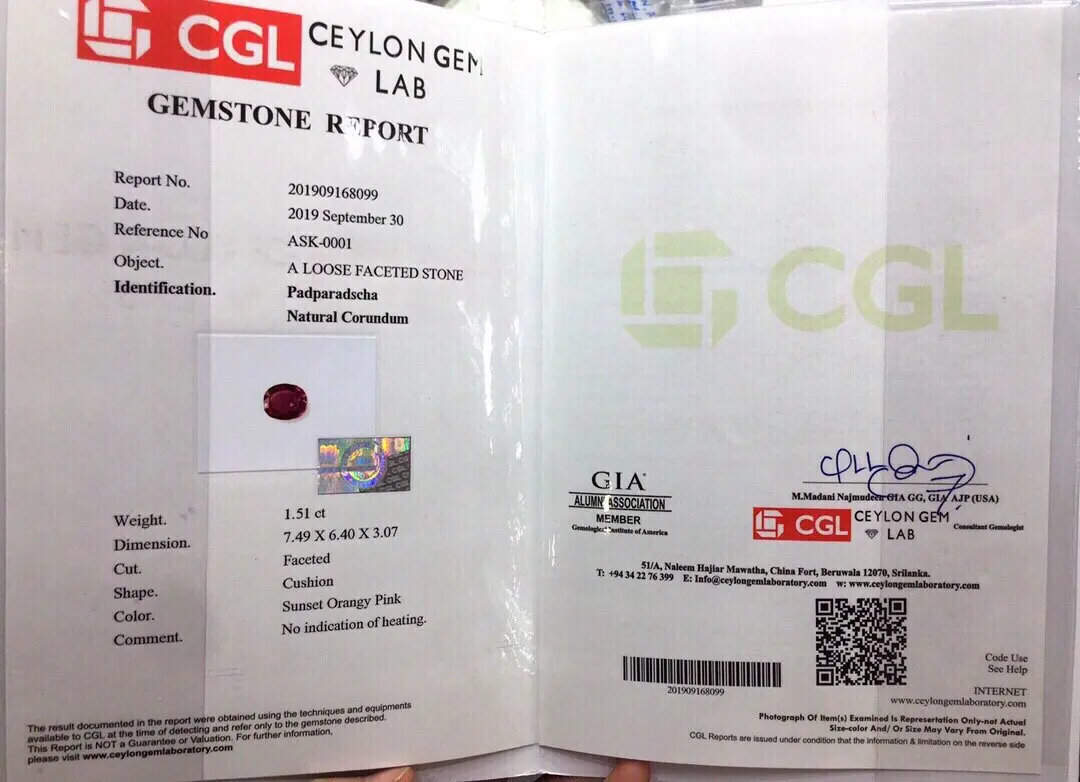 CGL CEYLON GEM
LAB
GEMSTONE REPORT
Report No. 201909168099
Date. 2019 September 30
Reference No ASK-0001
Object. A LOOSE FACETED STONE
Identification. Padparadscha
Natural Corundum
Weight. 1.51 ct
Dimension. 7.49 X 6.40 X 3.07
Cut. Faceted
Shape. Cushion
Color. Sunset Orangy Pink
Comment. No indication of heating.
The result documented in the report were obtained using the techniques and equipments
available to CGL at the time of detecting and refer only to the gemstone described.
This Report is NOT a Guarantee or Valuation. For further information,
please visit www.ceylongemlaboratory.com
CGL
GIA®
ALUMNI ASSOCIATION
MEMBER
Gemological Institute of America
M.Madani Najmudeen GIA GG, GIA AJP (USA)
CGL CEYLON GEM
LAB
Consultant Gemologist
51/A, Naleem Hajiar Mawatha, China Fort, Beruwala 12070, Srilanka.
T: +94 34 22 76 399 E: Info@ceylongemlaboratory.com w: www.ceylongemlaboratory.com
201909168099
Code Use
See Help
INTERNET
www.ceylongemlaboratory.com
Photograph Of Item(s) Examined Is Representation Only-not Actual
Size-color And/ Or Size May Vary From Original.
CGL Reports are issued under condition that the information & limitation on the reverse side